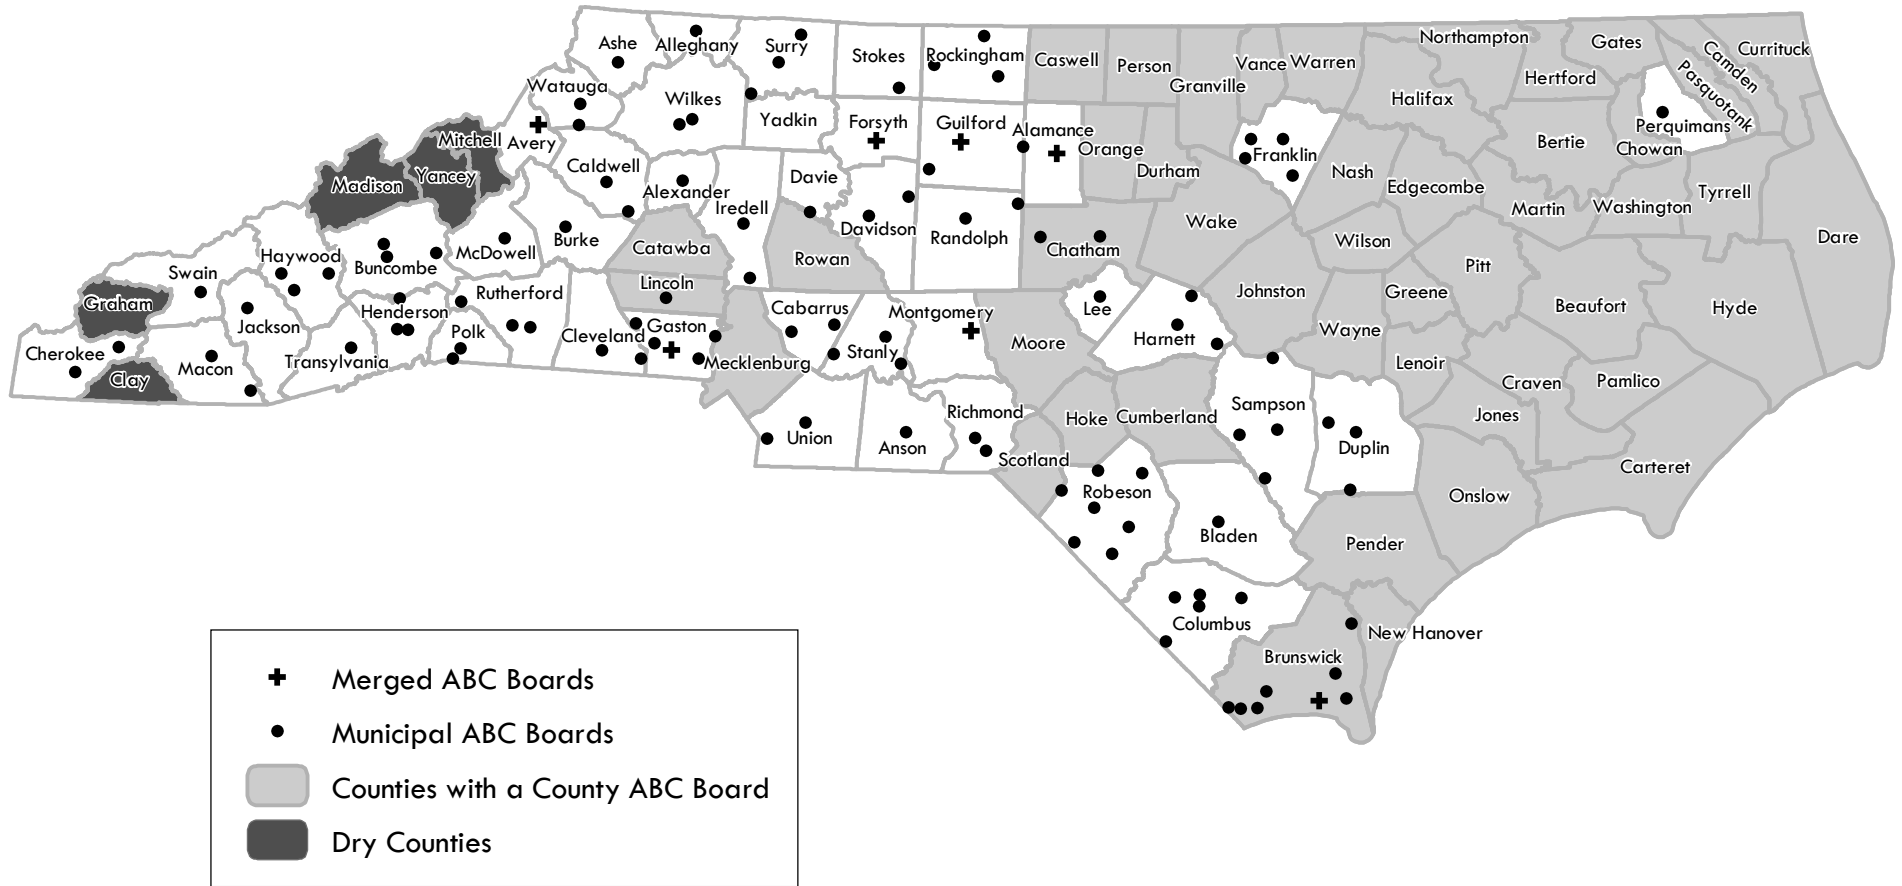 Ashe
Alleghany
Surry
Stokes
Rockingham
Caswell
Person
Granville
Vance
Warren
Northampton
Gates
Hertford
Halifax
Camden
Currituck
Pasquotank
Perquimans
Chowan
Bertie
Watauga
Wilkes
Yadkin
Forsyth
Guilford
Alamance
Orange
Durham
Franklin
Nash
Edgecombe
Martin
Washington
Tyrrell
Dare
Mitchell
Avery
Yancey
Madison
Caldwell
Alexander
Iredell
Davie
Davidson
Randolph
Chatham
Wake
Wilson
Pitt
Haywood
Buncombe
McDowell
Burke
Catawba
Rowan
Swain
Graham
Jackson
Henderson
Rutherford
Polk
Cleveland
Lincoln
Gaston
Cabarrus
Montgomery
Lee
Johnston
Greene
Beaufort
Hyde
Cherokee
Clay
Macon
Transylvania
Mecklenburg
Stanly
Moore
Harnett
Wayne
Lenoir
Craven
Pamlico
Union
Anson
Richmond
Scotland
Hoke
Cumberland
Sampson
Duplin
Jones
Carteret
Onslow
Robeson
Bladen
Pender
Columbus
Brunswick
New Hanover
Merged ABC Boards
Municipal ABC Boards
Counties with a County ABC Board
Dry Counties